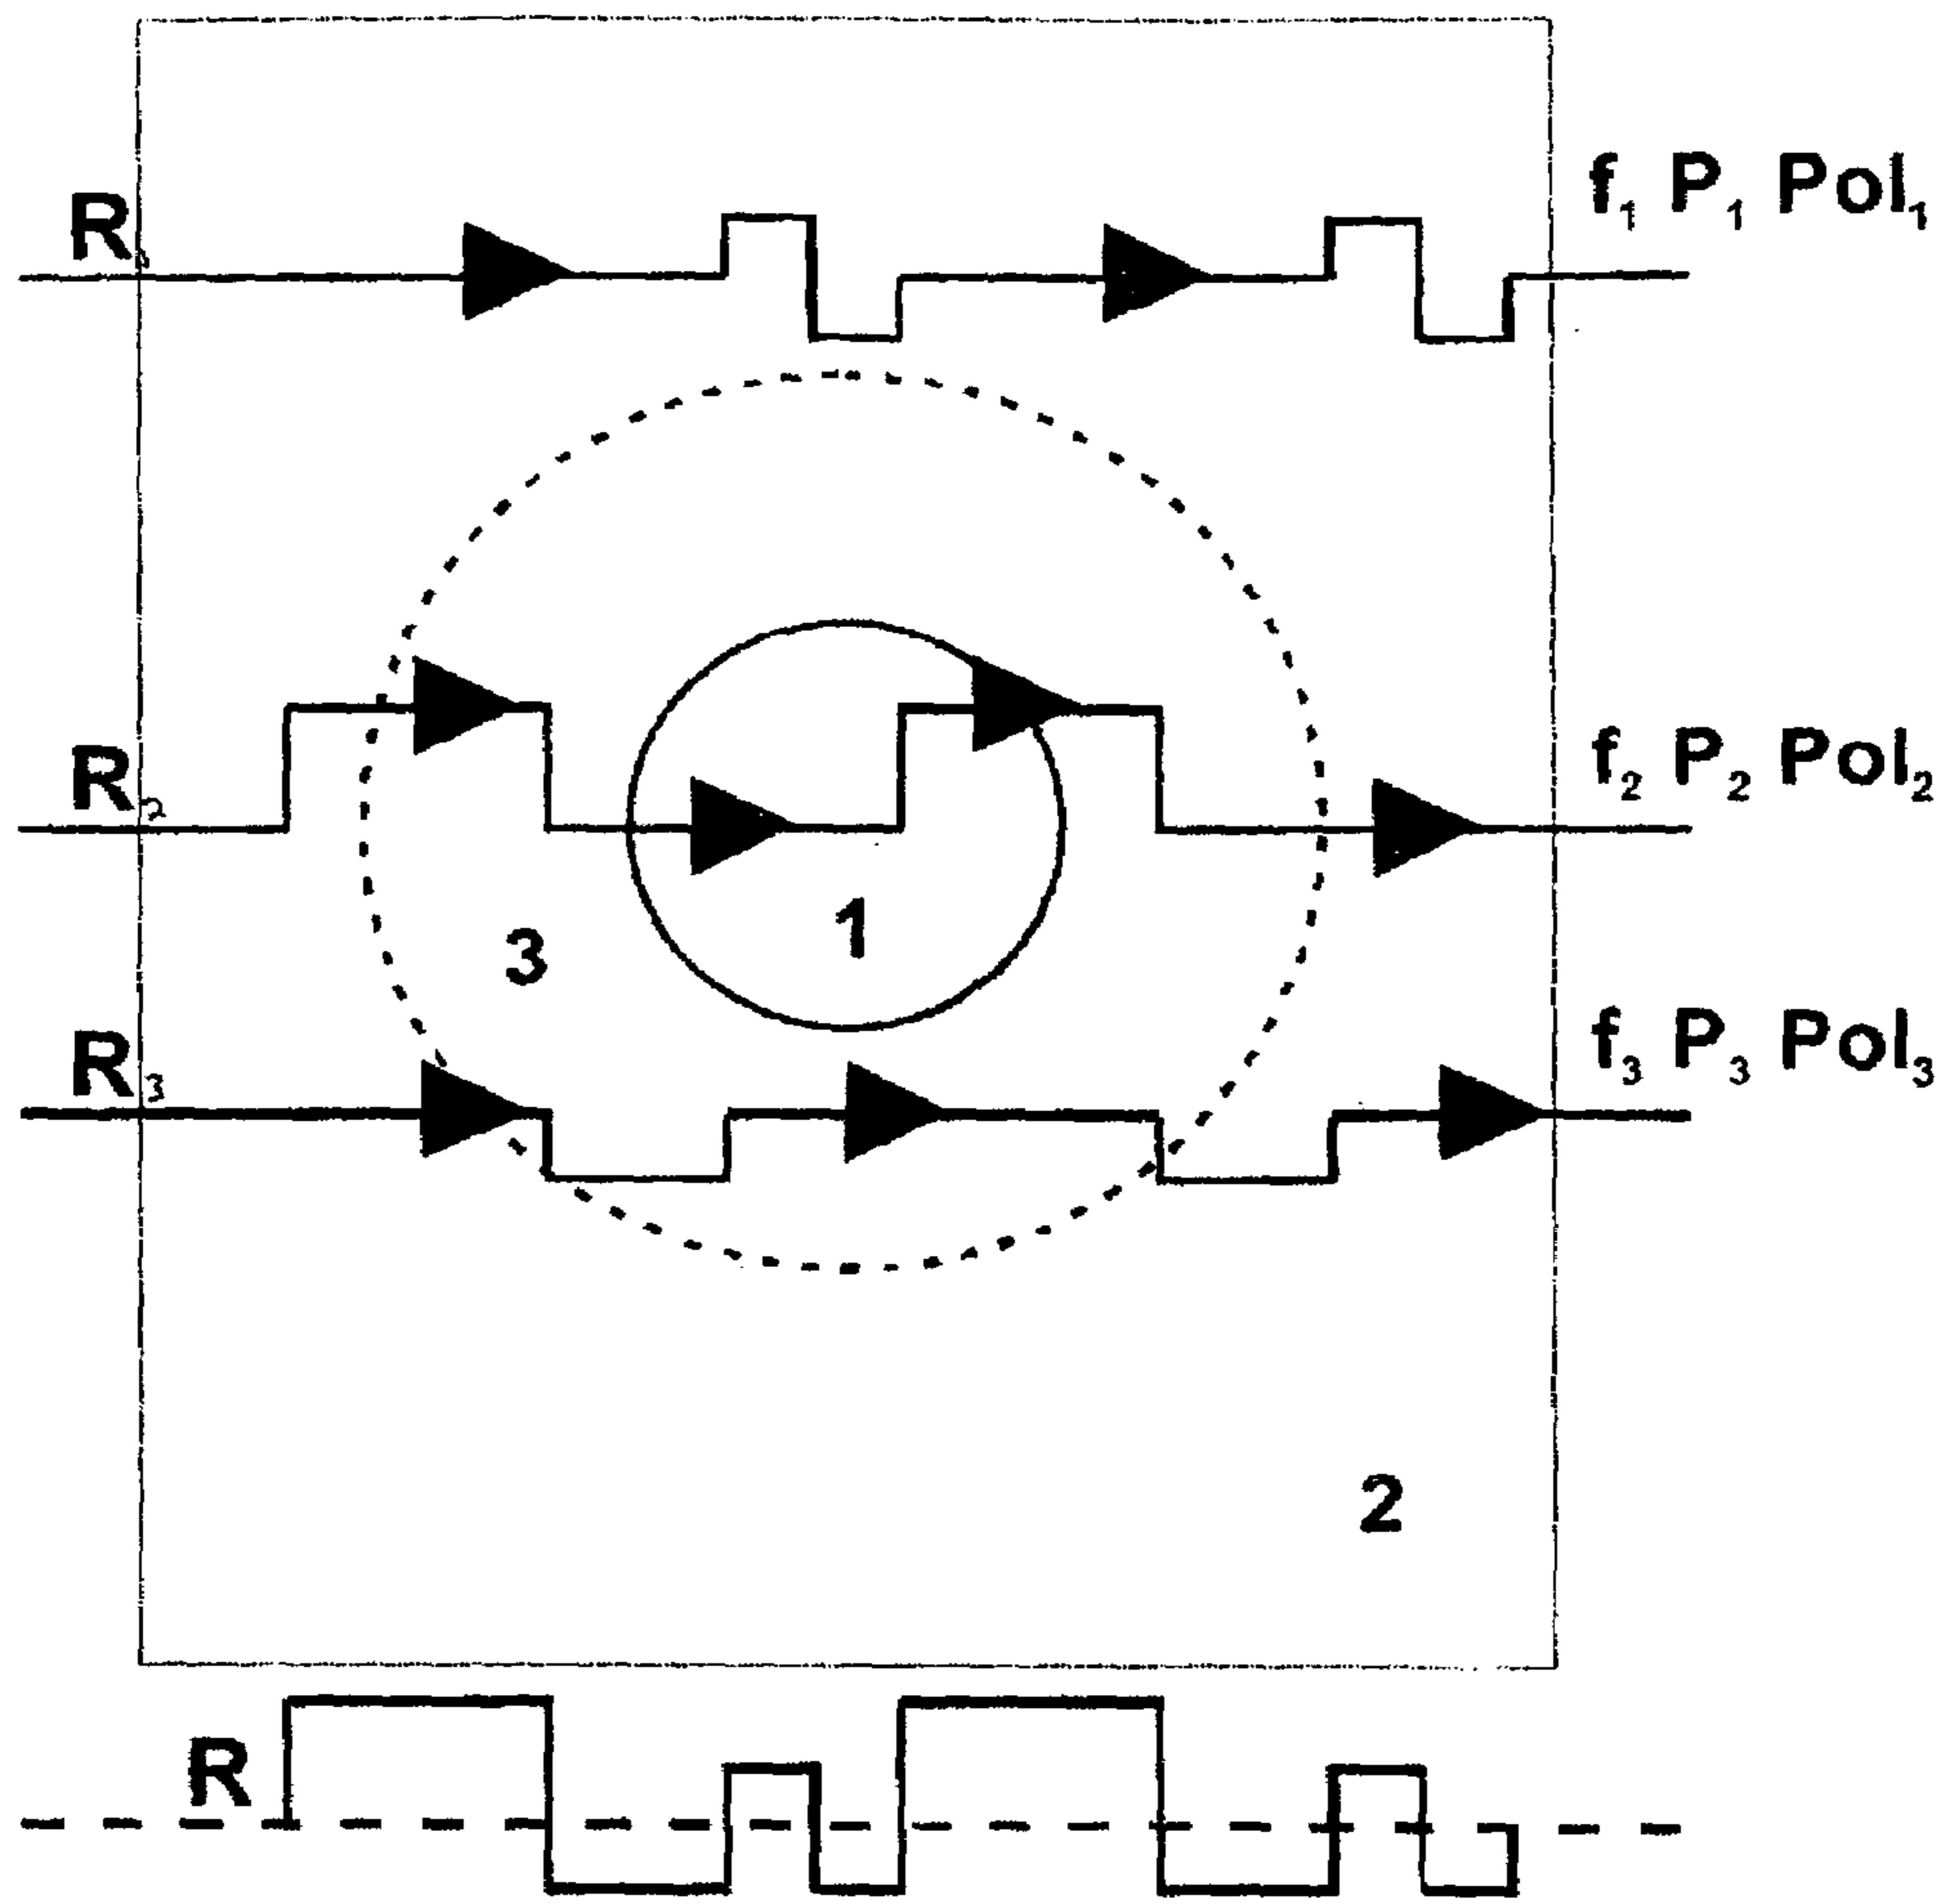 R₁ f₁ P₁ Pol₁
R₂ f₂ P₂ Pol₂
3 1
R₃ f₃ P₃ Pol₃
2
R